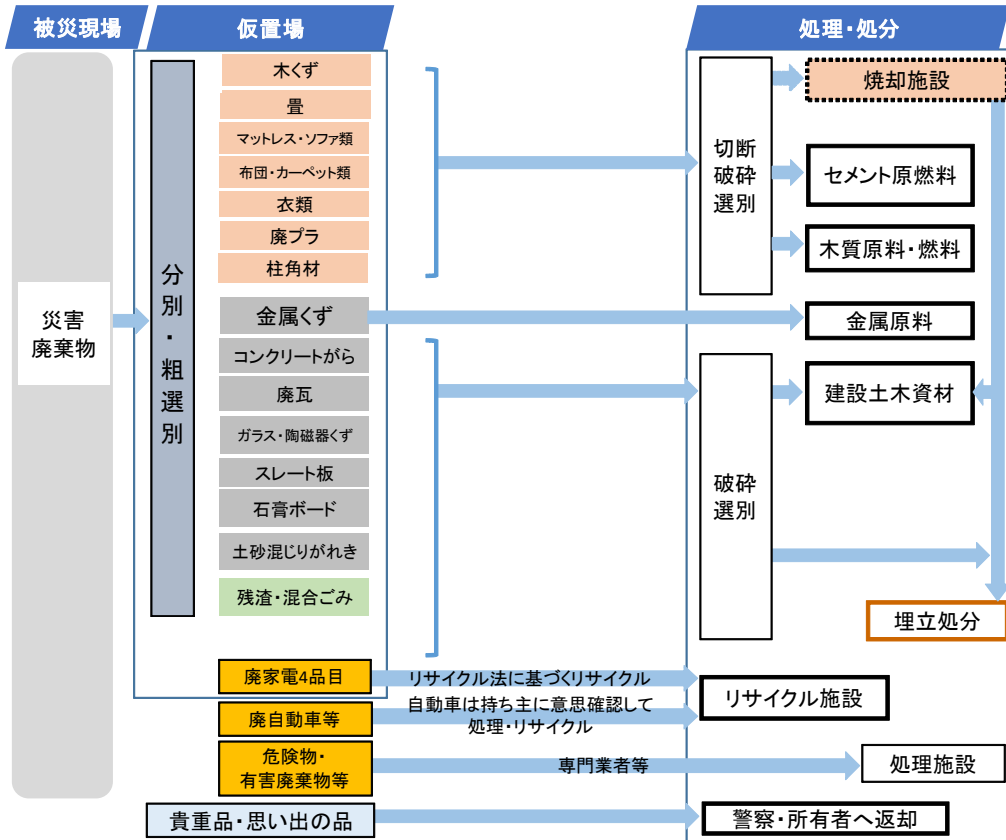 被災現場
仮置場
処理・処分
災害
廃棄物
分別・粗選別
木くず
畳
マットレス・ソファ類
布団・カーペット類
衣類
廃プラ
柱角材
金属くず
コンクリートがら
廃瓦
ガラス・陶磁器くず
スレート板
石膏ボード
土砂混じりがれき
残渣・混合ごみ
廃家電4品目
廃自動車等
危険物・
有害廃棄物等
貴重品・思い出の品
リサイクル法に基づくリサイクル
自動車は持ち主に意思確認して
処理・リサイクル
専門業者等
切断
破砕
選別
焼却施設
セメント原燃料
木質原料・燃料
金属原料
破砕
選別
建設土木資材
埋立処分
リサイクル施設
処理施設
警察・所有者へ返却